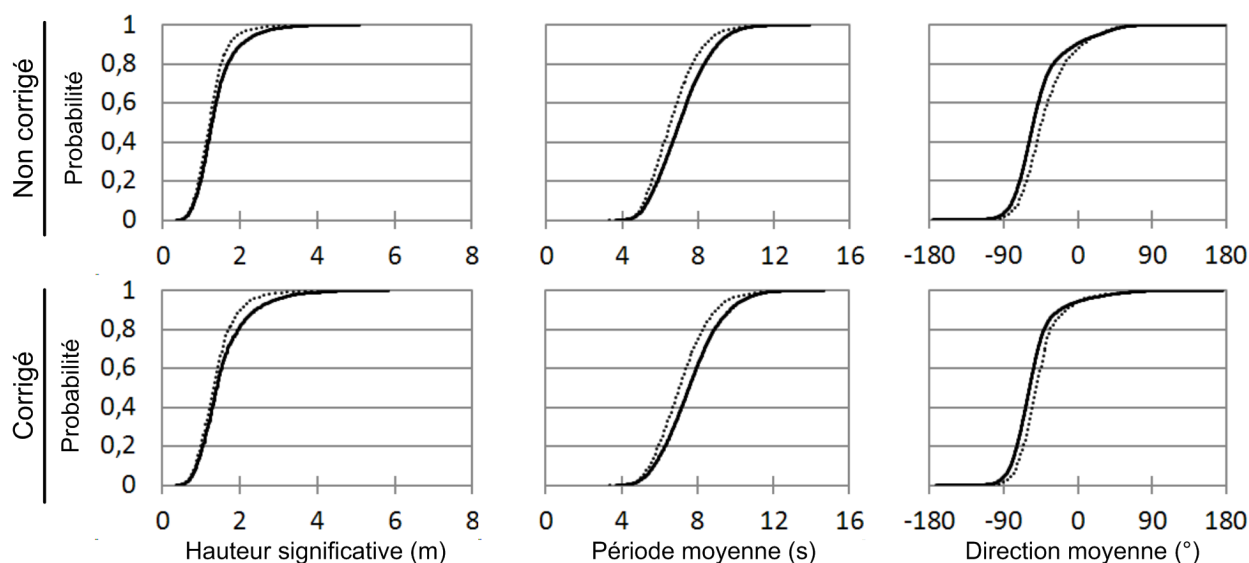 Non corrigé
Probabilité
1
0,8
0,6
0,4
0,2
0
0 2 4 6 8
0 4 8 12 16
-180 -90 0 90 180
Corrigé
Probabilité
1
0,8
0,6
0,4
0,2
0
0 2 4 6 8
0 4 8 12 16
-180 -90 0 90 180
Hauteur significative (m)
Période moyenne (s)
Direction moyenne (°)